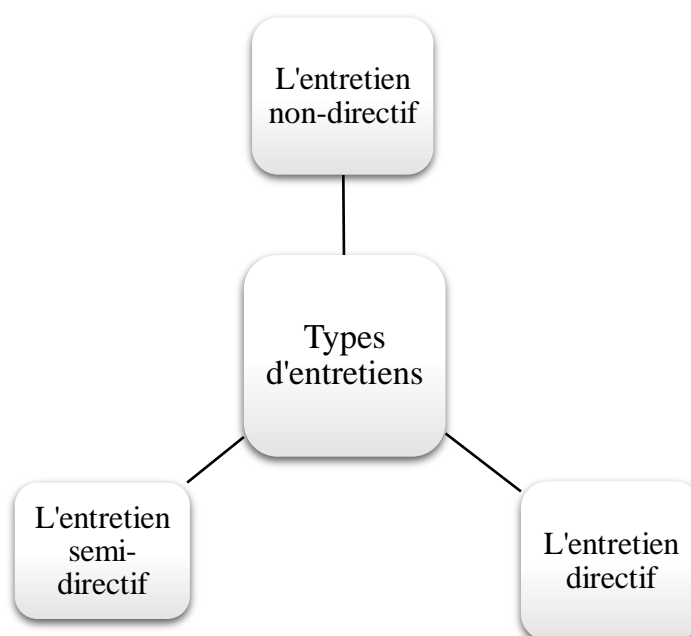 L'entretien
non-directif
Types
d'entretiens
L'entretien
semi-
directif
L'entretien
directif